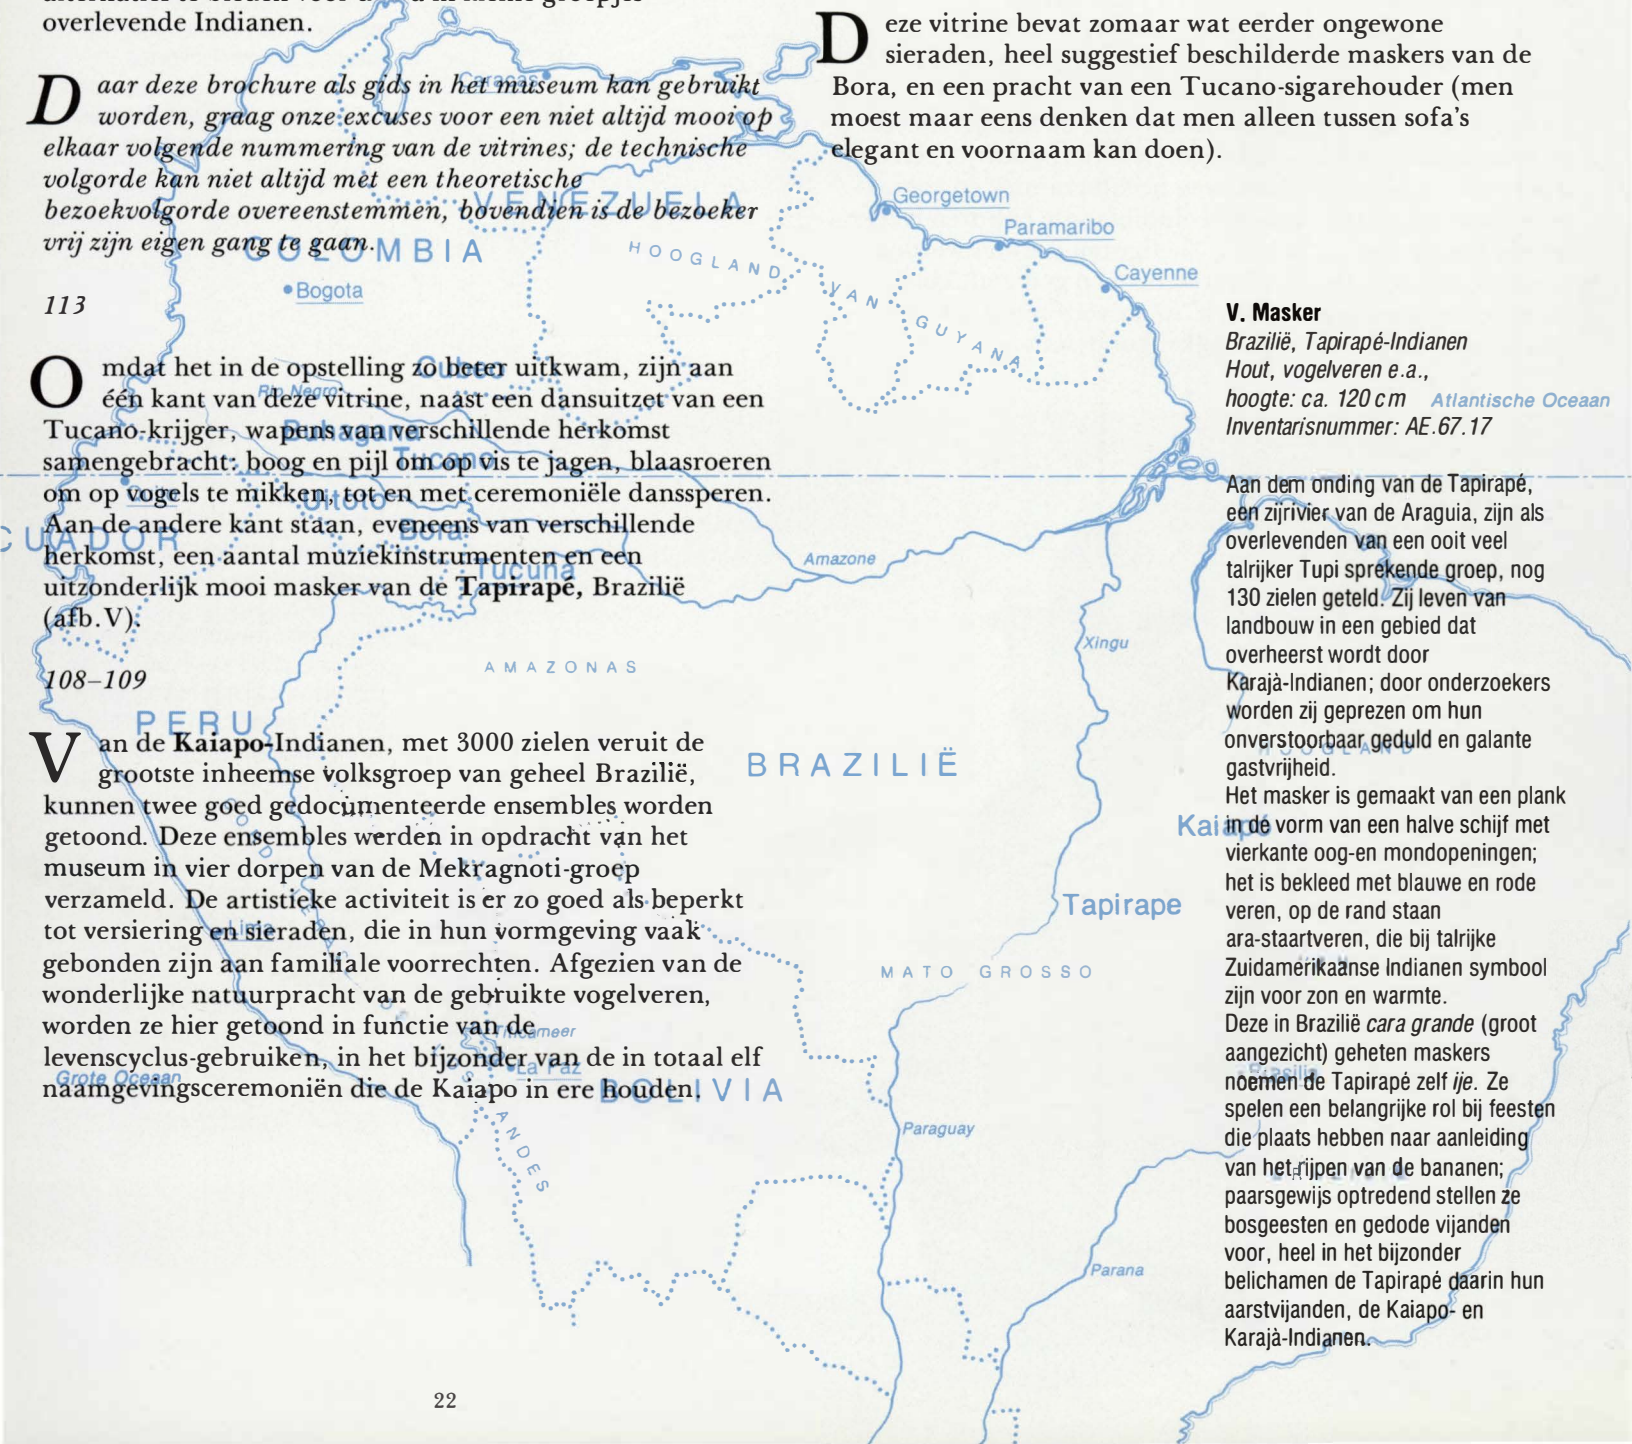 overlevende Indianen.
Daar deze brochure als gids in het museum kan gebruikt
worden, graag onze excuses voor een niet altijd mooi op
elkaar volgende nummering van de vitrines; de technische
volgorde kan niet altijd met een theoretische
bezoekvolgorde overeenstemmen, bovendien is de bezoeker
vrij zijn eigen gang te gaan.
113
Omdat het in de opstelling zo beter uitkwam, zijn aan
één kant van deze vitrine, naast een dansuitzet van een
Tucano-krijger, wapens van verschillende herkomst
samengebracht: boog en pijl om op vis te jagen, blaasroeren
om op vogels te mikken, tot en met ceremoniële danssperen.
Aan de andere kant staan, eveneens van verschillende
herkomst, een aantal muziekinstrumenten en een
uitzonderlijk mooi masker van de Tapirapé, Brazilië
(afb.V).
108–109
Van de Kaiapo-Indianen, met 3000 zielen veruit de
grootste inheemse volksgroep van geheel Brazilië,
kunnen twee goed gedocumenteerde ensembles worden
getoond. Deze ensembles werden in opdracht van het
museum in vier dorpen van de Mekragnoti-groep
verzameld. De artistieke activiteit is er zo goed als beperkt
tot versiering en sieraden, die in hun vormgeving vaak
gebonden zijn aan familiale voorrechten. Afgezien van de
wonderlijke natuurpracht van de gebruikte vogelveren,
worden ze hier getoond in functie van de
levenscyclus-gebruiken, in het bijzonder van de in totaal elf
naamgevingsceremoniën die de Kaiapo in ere houden.
22
Deze vitrine bevat zomaar wat eerder ongewone
sieraden, heel suggestief beschilderde maskers van de
Bora, en een pracht van een Tucano-sigarehouder (men
moest maar eens denken dat men alleen tussen sofa's
elegant en voornaam kan doen).
V. Masker
Brazilië, Tapirapé-Indianen
Hout, vogelveren e.a.,
hoogte: ca. 120 cm
Inventarisnummer: AE.67.17
Aan dem onding van de Tapirapé,
een zijrivier van de Araguia, zijn als
overlevenden van een ooit veel
talrijker Tupi sprekende groep, nog
130 zielen geteld. Zij leven van
landbouw in een gebied dat
overheerst wordt door
Karajà-Indianen; door onderzoekers
worden zij geprezen om hun
onverstoorbaar geduld en galante
gastvrijheid.
Het masker is gemaakt van een plank
in de vorm van een halve schijf met
vierkante oog-en mondopeningen;
het is bekleed met blauwe en rode
veren, op de rand staan
ara-staartveren, die bij talrijke
Zuidamerikaanse Indianen symbool
zijn voor zon en warmte.
Deze in Brazilië cara grande (groot
aangezicht) geheten maskers
noemen de Tapirapé zelf ije. Ze
spelen een belangrijke rol bij feesten
die plaats hebben naar aanleiding
van het rijpen van de bananen;
paarsgewijs optredend stellen ze
bosgeesten en gedode vijanden
voor, heel in het bijzonder
belichamen de Tapirapé daarin hun
aarstvijanden, de Kaiapo- en
Karajà-Indianen.
Caracas
VENEZUELA
COLOMBIA
Bogota
HOOGLAND VAN GUYANA
Georgetown
Paramaribo
Cayenne
Atlantische Oceaan
Cubeo
Rio Negro
Buhagana
Tucano
Uitoto
Bora
Tucuna
CUADOR
Amazone
Xingu
AMAZONAS
PERU
BRAZILIË
HOOGLAND
Kaiapé
Tapirape
Lima
MATO GROSSO
La Paz
Grote Oceaan
BOLIVIA
Brasilia
ANDES
Paraguay
Parana